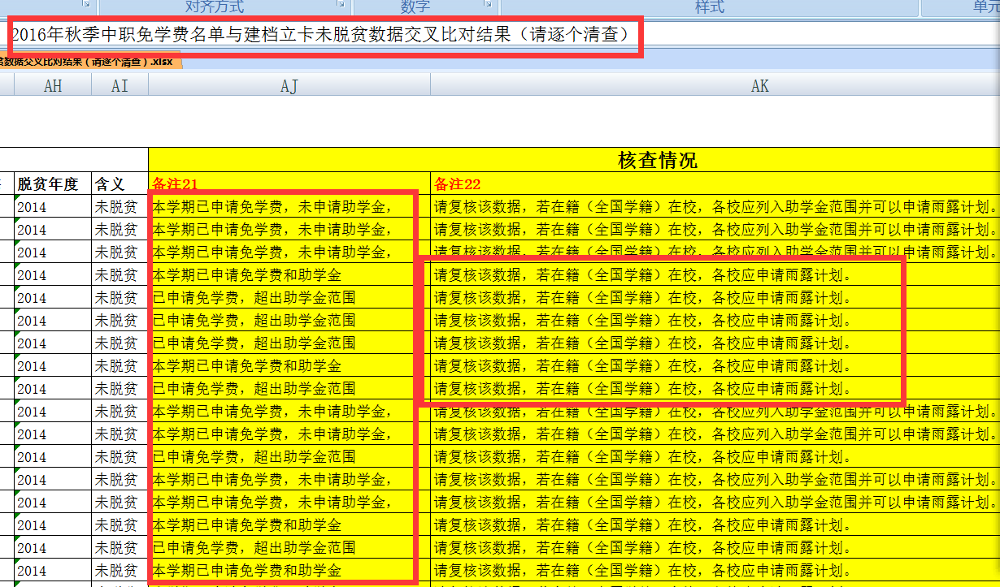 对齐方式 数字 样式 单元
2016年秋季中职免学费名单与建档立卡未脱贫数据交叉比对结果（请逐个清查）
数据交叉比对结果（请逐个清查）.xlsx
AH AI AJ AK
核查情况
脱贫年度 含义 备注21 备注22
2014 未脱贫 本学期已申请免学费，未申请助学金， 请复核该数据，若在籍（全国学籍）在校，各校应列入助学金范围并可以申请雨露计划。
2014 未脱贫 本学期已申请免学费，未申请助学金， 请复核该数据，若在籍（全国学籍）在校，各校应列入助学金范围并可以申请雨露计划。
2014 未脱贫 本学期已申请免学费，未申请助学金， 请复核该数据，若在籍（全国学籍）在校，各校应列入助学金范围并可以申请雨露计划。
2014 未脱贫 本学期已申请免学费和助学金 请复核该数据，若在籍（全国学籍）在校，各校应申请雨露计划。
2014 未脱贫 已申请免学费，超出助学金范围 请复核该数据，若在籍（全国学籍）在校，各校应申请雨露计划。
2014 未脱贫 已申请免学费，超出助学金范围 请复核该数据，若在籍（全国学籍）在校，各校应申请雨露计划。
2014 未脱贫 已申请免学费，超出助学金范围 请复核该数据，若在籍（全国学籍）在校，各校应申请雨露计划。
2014 未脱贫 本学期已申请免学费和助学金 请复核该数据，若在籍（全国学籍）在校，各校应申请雨露计划。
2014 未脱贫 已申请免学费，超出助学金范围 请复核该数据，若在籍（全国学籍）在校，各校应申请雨露计划。
2014 未脱贫 本学期已申请免学费，未申请助学金， 请复核该数据，若在籍（全国学籍）在校，各校应列入助学金范围并可以申请雨露计划。
2014 未脱贫 本学期已申请免学费，未申请助学金， 请复核该数据，若在籍（全国学籍）在校，各校应列入助学金范围并可以申请雨露计划。
2014 未脱贫 已申请免学费，超出助学金范围 请复核该数据，若在籍（全国学籍）在校，各校应申请雨露计划。
2014 未脱贫 本学期已申请免学费，未申请助学金， 请复核该数据，若在籍（全国学籍）在校，各校应列入助学金范围并可以申请雨露计划。
2014 未脱贫 本学期已申请免学费，未申请助学金， 请复核该数据，若在籍（全国学籍）在校，各校应列入助学金范围并可以申请雨露计划。
2014 未脱贫 本学期已申请免学费和助学金 请复核该数据，若在籍（全国学籍）在校，各校应申请雨露计划。
2014 未脱贫 已申请免学费，超出助学金范围 请复核该数据，若在籍（全国学籍）在校，各校应申请雨露计划。
2014 未脱贫 本学期已申请免学费和助学金 请复核该数据，若在籍（全国学籍）在校，各校应申请雨露计划。